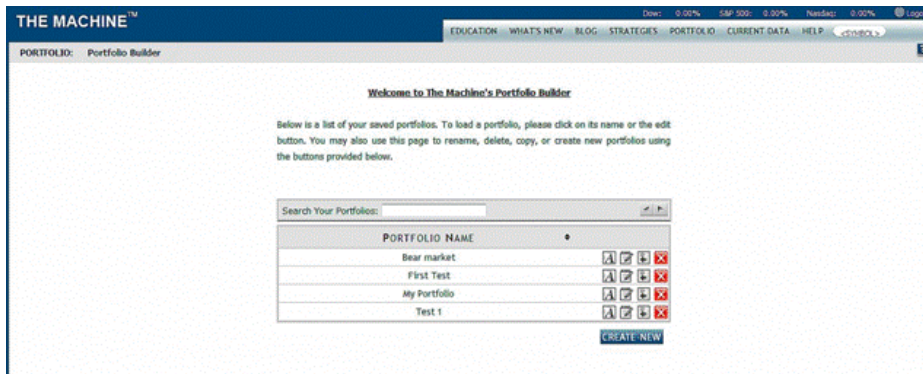 THE MACHINE™
Dow: 0.00% S&P 500: 0.00% Nasdaq: 0.00%
EDUCATION WHAT'S NEW BLOG STRATEGIES PORTFOLIO CURRENT DATA HELP <SYMBOL>
PORTFOLIO: Portfolio Builder
Welcome to The Machine's Portfolio Builder
Below is a list of your saved portfolios. To load a portfolio, please click on its name or the edit
button. You may also use this page to rename, delete, copy, or create new portfolios using
the buttons provided below.
Search Your Portfolios:
PORTFOLIO NAME
Bear market
First Test
My Portfolio
Test 1
CREATE NEW